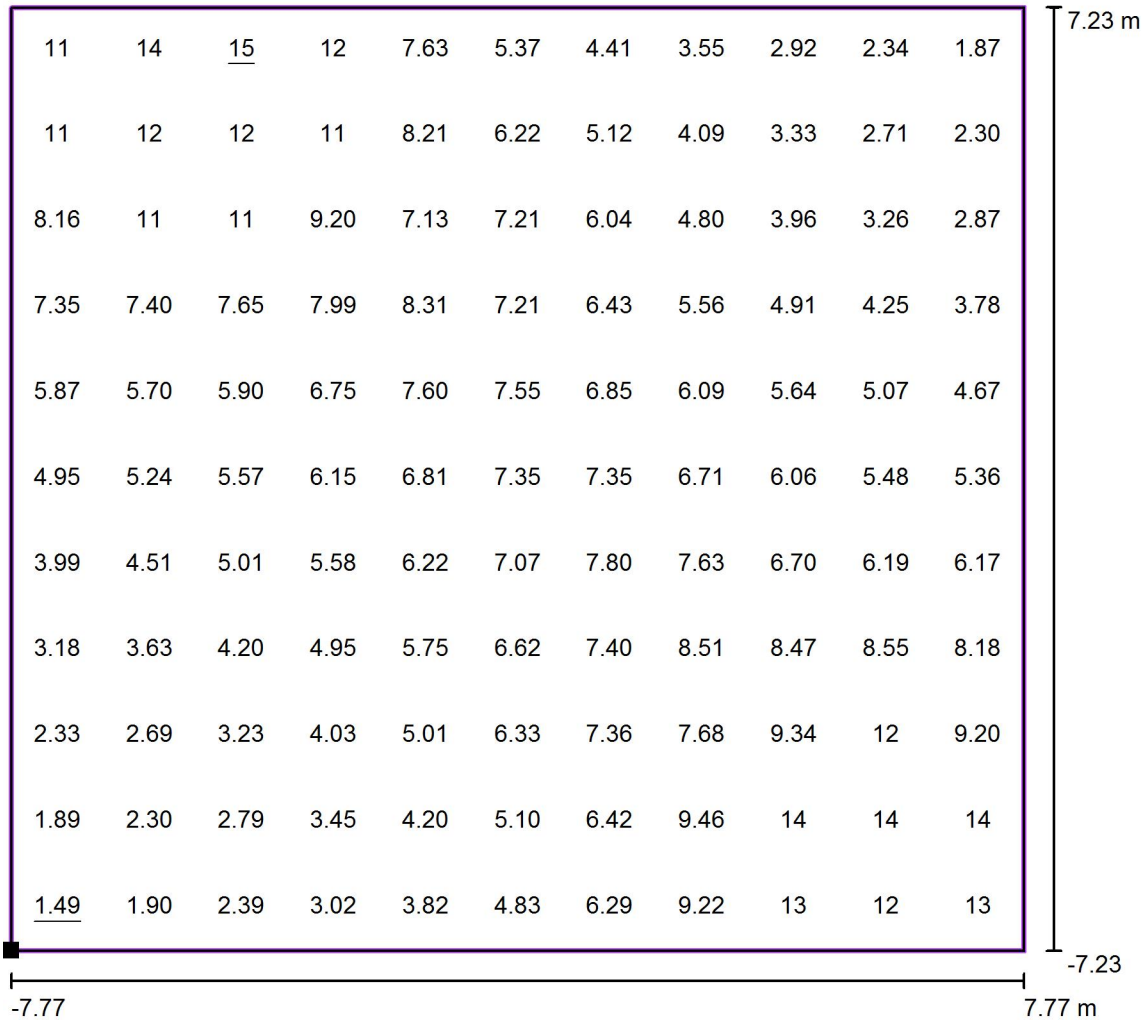 7.23 m
11 14 15 12 7.63 5.37 4.41 3.55 2.92 2.34 1.87
11 12 12 11 8.21 6.22 5.12 4.09 3.33 2.71 2.30
8.16 11 11 9.20 7.13 7.21 6.04 4.80 3.96 3.26 2.87
7.35 7.40 7.65 7.99 8.31 7.21 6.43 5.56 4.91 4.25 3.78
5.87 5.70 5.90 6.75 7.60 7.55 6.85 6.09 5.64 5.07 4.67
4.95 5.24 5.57 6.15 6.81 7.35 7.35 6.71 6.06 5.48 5.36
3.99 4.51 5.01 5.58 6.22 7.07 7.80 7.63 6.70 6.19 6.17
3.18 3.63 4.20 4.95 5.75 6.62 7.40 8.51 8.47 8.55 8.18
2.33 2.69 3.23 4.03 5.01 6.33 7.36 7.68 9.34 12 9.20
1.89 2.30 2.79 3.45 4.20 5.10 6.42 9.46 14 14 14
1.49 1.90 2.39 3.02 3.82 4.83 6.29 9.22 13 12 13
-7.23
-7.77 7.77 m